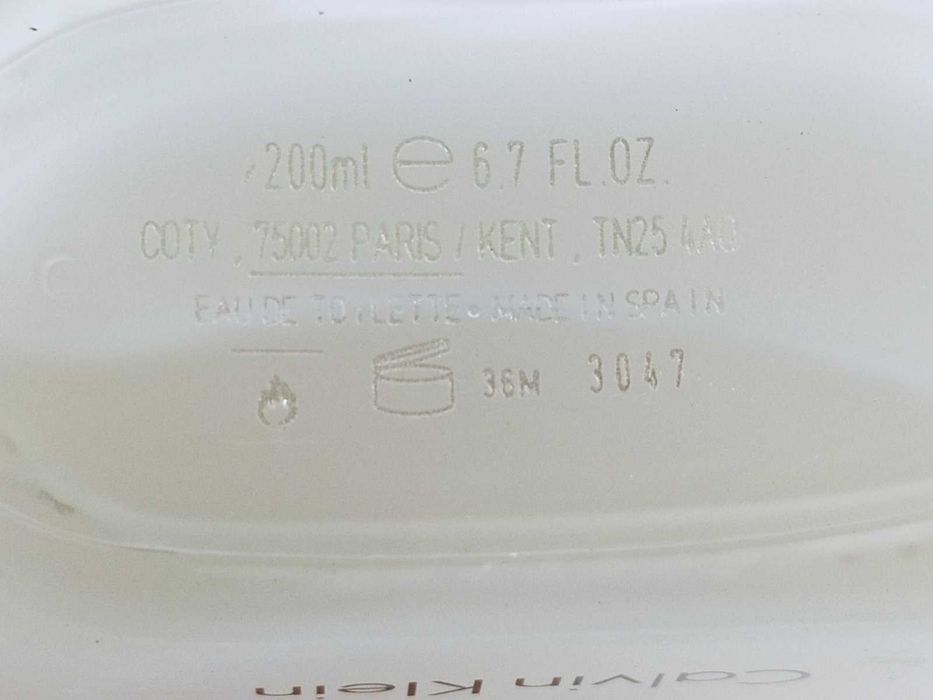 200ml ℮ 6.7 FL.OZ.
COTY, 75002 PARIS / KENT, TN25 4AQ
EAU DE TOILETTE • MADE IN SPAIN
36M 3047
Calvin Klein